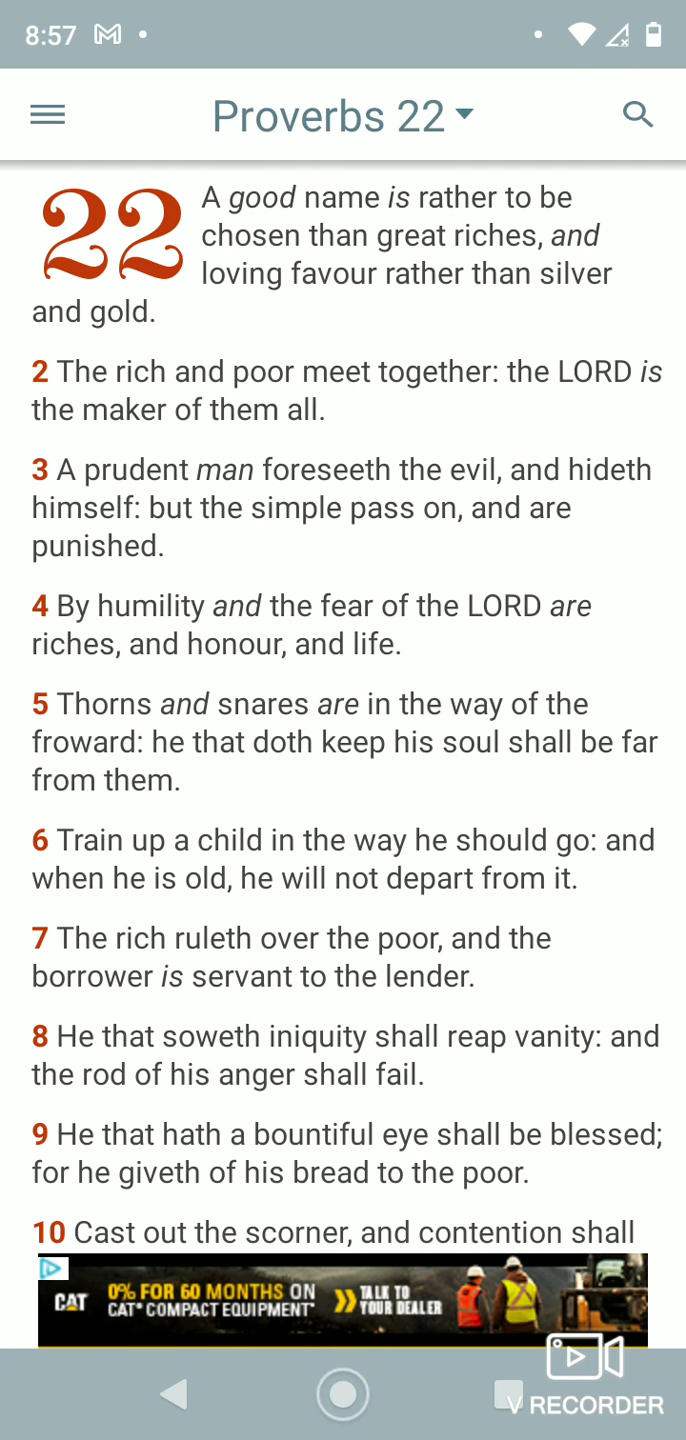 8:57
Proverbs 22
22 A good name is rather to be
chosen than great riches, and
loving favour rather than silver
and gold.
2 The rich and poor meet together: the LORD is
the maker of them all.
3 A prudent man foreseeth the evil, and hideth
himself: but the simple pass on, and are
punished.
4 By humility and the fear of the LORD are
riches, and honour, and life.
5 Thorns and snares are in the way of the
froward: he that doth keep his soul shall be far
from them.
6 Train up a child in the way he should go: and
when he is old, he will not depart from it.
7 The rich ruleth over the poor, and the
borrower is servant to the lender.
8 He that soweth iniquity shall reap vanity: and
the rod of his anger shall fail.
9 He that hath a bountiful eye shall be blessed;
for he giveth of his bread to the poor.
10 Cast out the scorner, and contention shall
CAT
0% FOR 60 MONTHS ON
CAT® COMPACT EQUIPMENT*
TALK TO
YOUR DEALER
V RECORDER